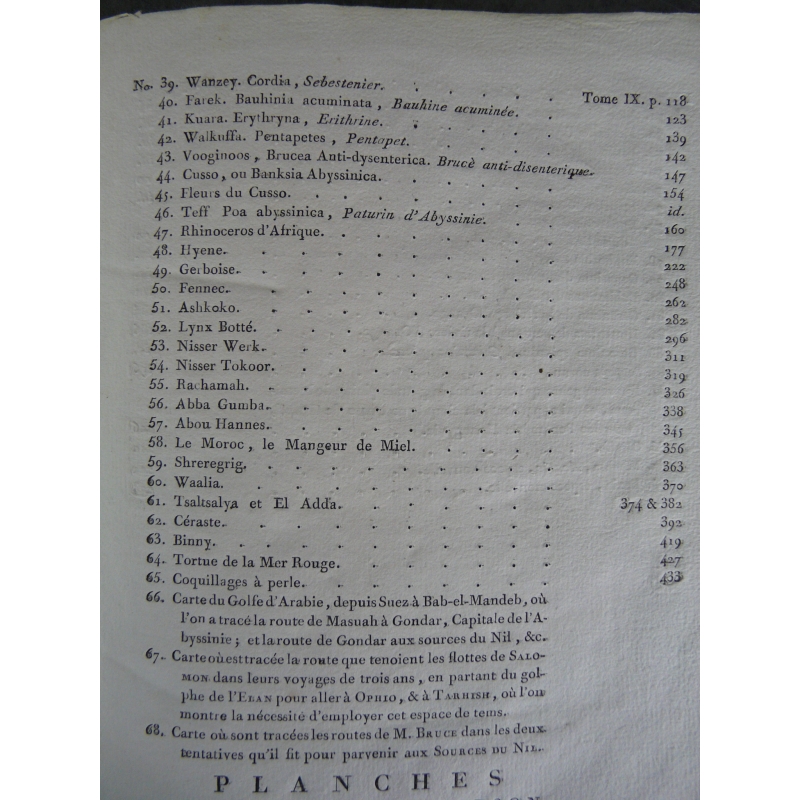 No. 39. Wanzey. Cordia, Sebestenier. Tome IX. p. 118
40. Farek. Bauhinia acuminata, Bauhine acuminée. 123
41. Kuara. Erythryna, Erithrine. 139
42. Walkuffa. Pentapetes, Pentapet. 142
43. Vooginoos, Brucea Anti-dysenterica. Brucè anti-disenterique. 147
44. Cusso, ou Banksia Abyssinica. 154
45. Fleurs du Cusso. id.
46. Teff Poa abyssinica, Paturin d'Abyssinie. 160
47. Rhinoceros d'Afrique. 177
48. Hyene. 222
49. Gerboise. 248
50. Fennec. 262
51. Ashkoko. 282
52. Lynx Botté. 296
53. Nisser Werk. 311
54. Nisser Tokoor. 319
55. Rachamah. 326
56. Abba Gumba. 338
57. Abou Hannes. 345
58. Le Moroc, le Mangeur de Miel. 356
59. Shreregrig. 363
60. Waalia. 370
61. Tsaltsalya et El Adda. 374 & 382
62. Céraste. 392
63. Binny. 419
64. Tortue de la Mer Rouge. 427
65. Coquillages à perle. 433
66. Carte du Golfe d'Arabie, depuis Suez à Bab-el-Mandeb, où
l'on a tracé la route de Masuah à Gondar, Capitale de l'A-
byssinie; et la route de Gondar aux sources du Nil, &c.
67. Carte où est tracée la route que tenoient les flottes de SALO-
MON dans leurs voyages de trois ans, en partant du gol-
phe de l'ELAN pour aller à OPHIO, & à TARHISH, où l'on
montre la nécessité d'employer cet espace de tems.
68. Carte où sont tracées les routes de M. BRUCE dans les deux
tentatives qu'il fit pour parvenir aux SOURCES DU NIL.
PLANCHES